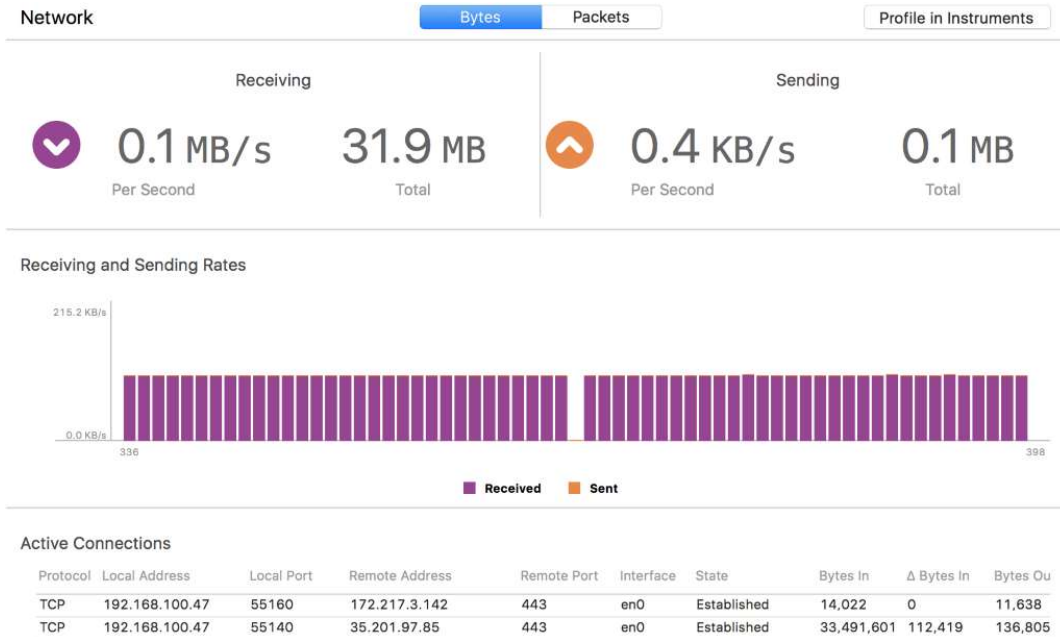 Network Bytes Packets Profile in Instruments
Receiving Sending
0.1 MB/s 31.9 MB 0.4 KB/s 0.1 MB
Per Second Total Per Second Total
Receiving and Sending Rates
215.2 KB/s
0.0 KB/s
336 398
Received Sent
Active Connections
Protocol Local Address Local Port Remote Address Remote Port Interface State Bytes In Δ Bytes In Bytes Ou
TCP 192.168.100.47 55160 172.217.3.142 443 en0 Established 14,022 0 11,638
TCP 192.168.100.47 55140 35.201.97.85 443 en0 Established 33,491,601 112,419 136,805